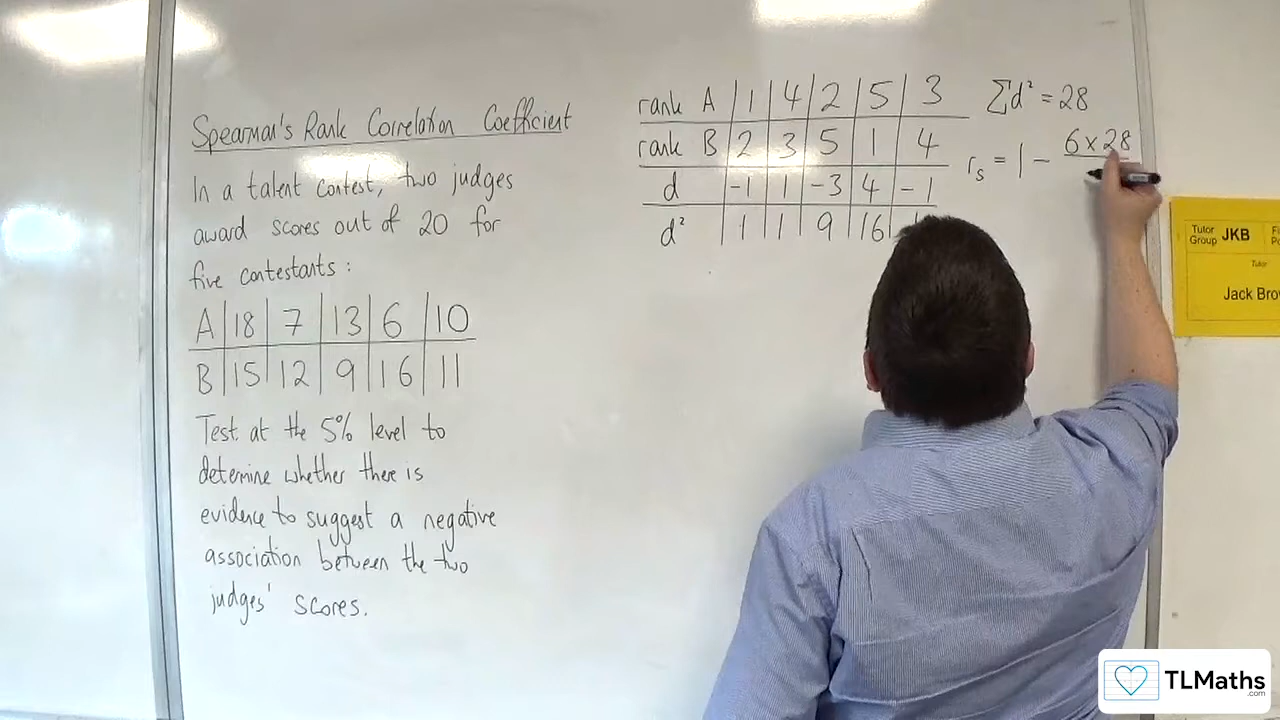 Spearman's Rank Correlation Coefficient
In a talent contest, two judges
award scores out of 20 for
five contestants:
A 18 7 13 6 10
B 15 12 9 16 11
Test at the 5% level to
determine whether there is
evidence to suggest a negative
association between the two
judges' scores.
rank A 1 4 2 5 3
rank B 2 3 5 1 4
d -1 1 -3 4 -1
d² 1 1 9 16
Σd² = 28
6 × 28
r_s = 1 -
Tutor
Group JKB
Tutor
Jack
TLMaths
.com